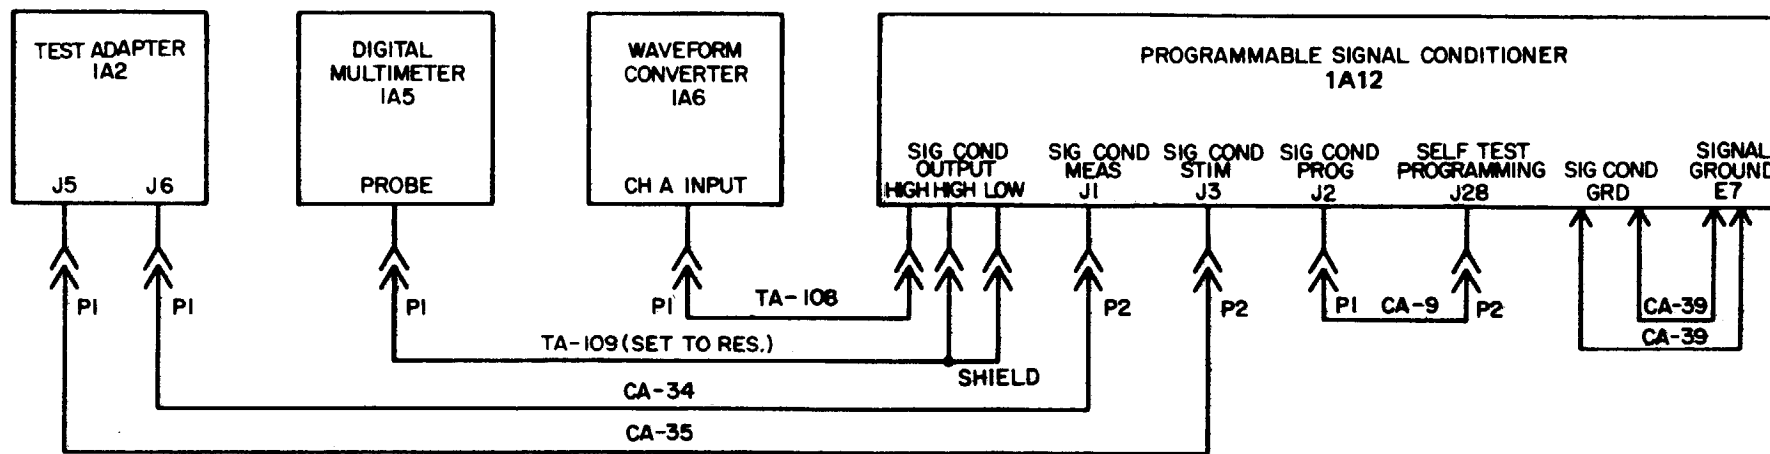 TEST ADAPTER
1A2
J5
J6
DIGITAL
MULTIMETER
1A5
PROBE
WAVEFORM
CONVERTER
1A6
CH A INPUT
PROGRAMMABLE SIGNAL CONDITIONER
1A12
SIG COND
OUTPUT
HIGH HIGH LOW
SIG COND
MEAS
J1
SIG COND
STIM
J3
SIG COND
PROG
J2
SELF TEST
PROGRAMMING
J28
SIG COND
GRD
SIGNAL
GROUND
E7
P1
P1
P1
P1
TA-108
P2
P2
P1
CA-9
P2
CA-39
CA-39
TA-109 (SET TO RES.)
SHIELD
CA-34
CA-35